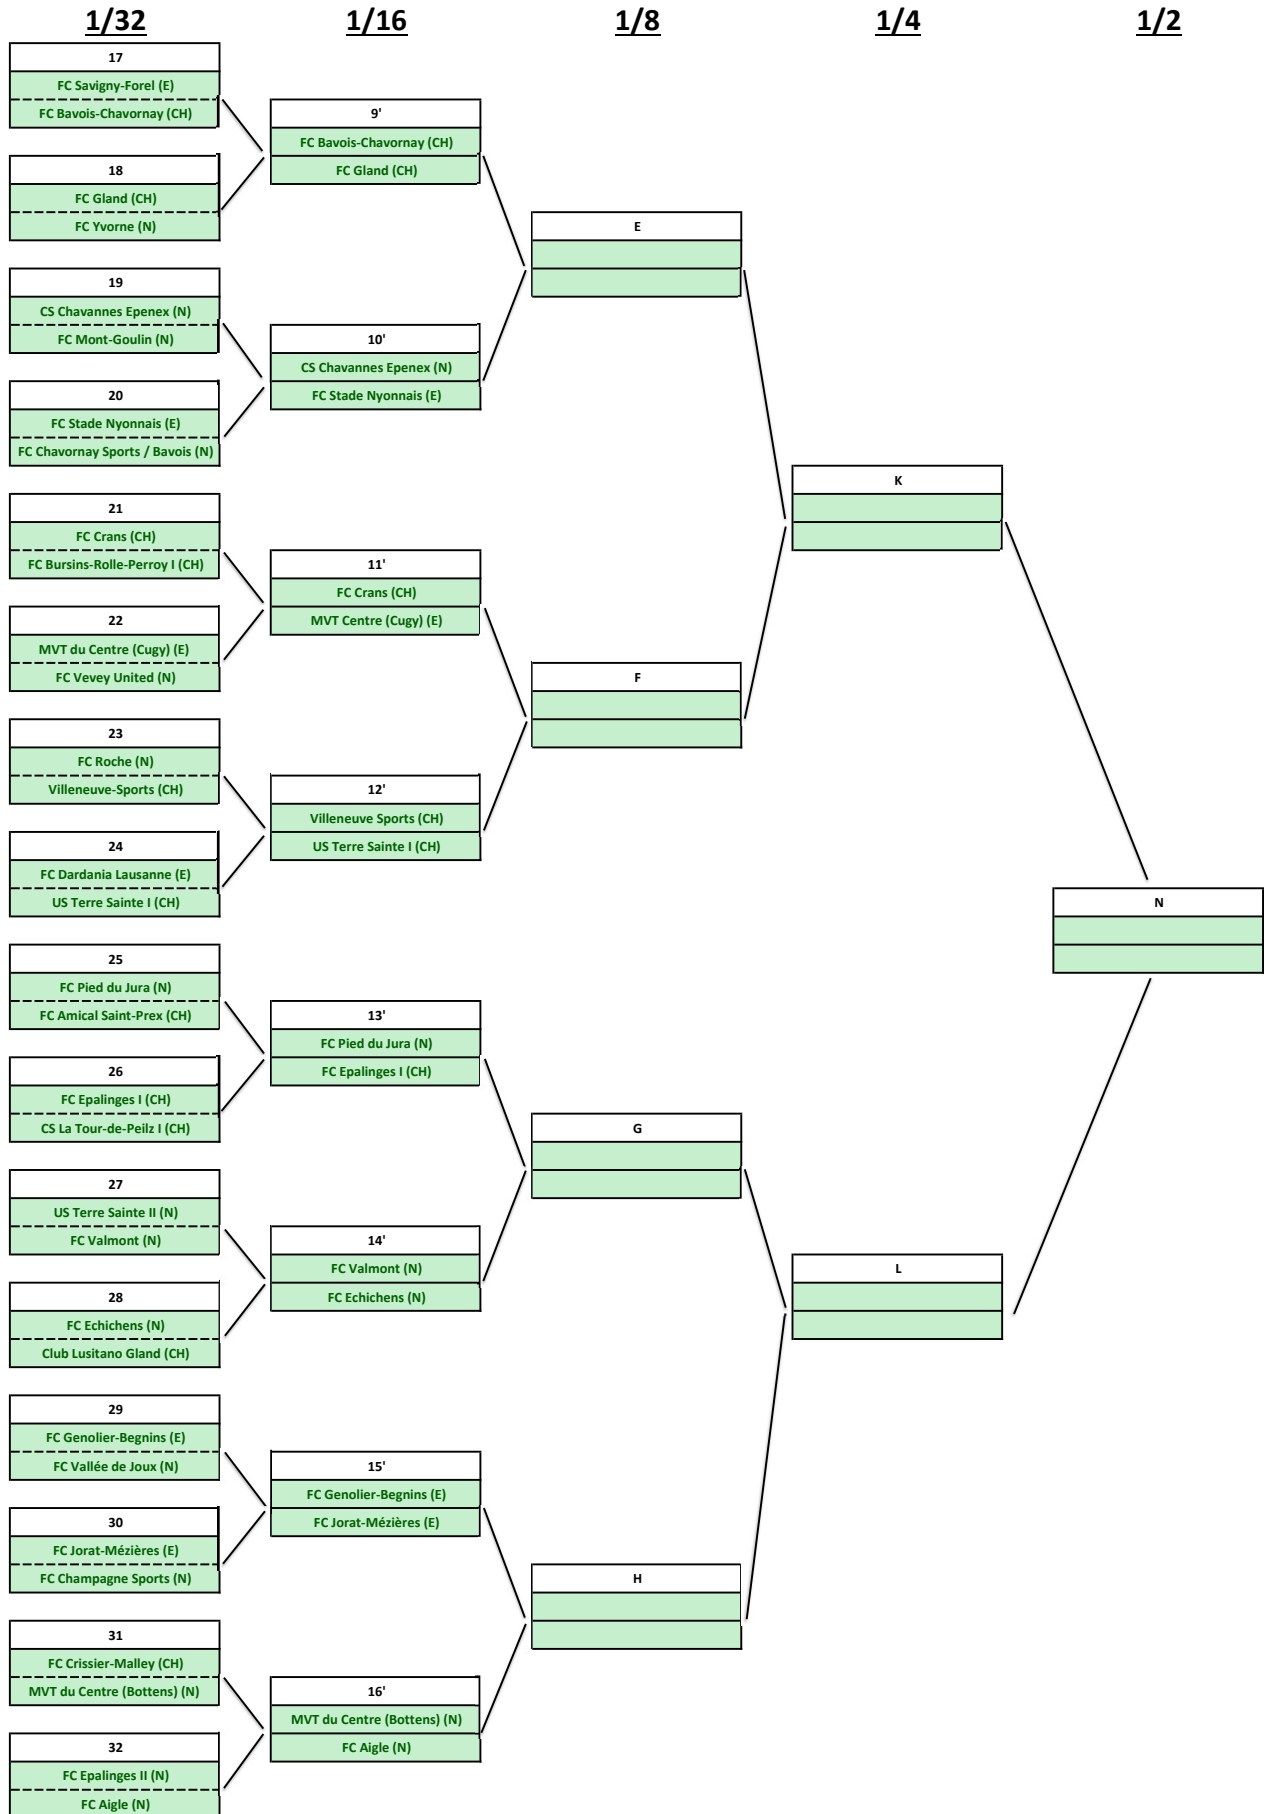 1/32
1/16
1/8
1/4
1/2
17
FC Savigny-Forel (E)
FC Bavois-Chavornay (CH)
18
FC Gland (CH)
FC Yvorne (N)
19
CS Chavannes Epenex (N)
FC Mont-Goulin (N)
20
FC Stade Nyonnais (E)
FC Chavornay Sports / Bavois (N)
21
FC Crans (CH)
FC Bursins-Rolle-Perroy I (CH)
22
MVT du Centre (Cugy) (E)
FC Vevey United (N)
23
FC Roche (N)
Villeneuve-Sports (CH)
24
FC Dardania Lausanne (E)
US Terre Sainte I (CH)
25
FC Pied du Jura (N)
FC Amical Saint-Prex (CH)
26
FC Epalinges I (CH)
CS La Tour-de-Peilz I (CH)
27
US Terre Sainte II (N)
FC Valmont (N)
28
FC Echichens (N)
Club Lusitano Gland (CH)
29
FC Genolier-Begnins (E)
FC Vallée de Joux (N)
30
FC Jorat-Mézières (E)
FC Champagne Sports (N)
31
FC Crissier-Malley (CH)
MVT du Centre (Bottens) (N)
32
FC Epalinges II (N)
FC Aigle (N)
9'
FC Bavois-Chavornay (CH)
FC Gland (CH)
10'
CS Chavannes Epenex (N)
FC Stade Nyonnais (E)
11'
FC Crans (CH)
MVT Centre (Cugy) (E)
12'
Villeneuve Sports (CH)
US Terre Sainte I (CH)
13'
FC Pied du Jura (N)
FC Epalinges I (CH)
14'
FC Valmont (N)
FC Echichens (N)
15'
FC Genolier-Begnins (E)
FC Jorat-Mézières (E)
16'
MVT du Centre (Bottens) (N)
FC Aigle (N)
E
F
G
H
K
L
N